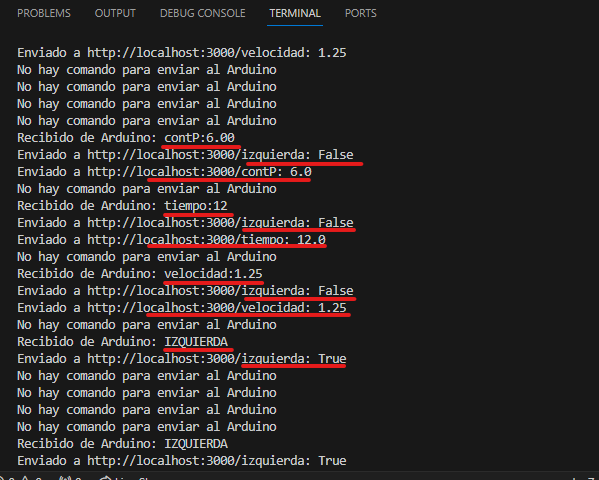 PROBLEMS OUTPUT DEBUG CONSOLE TERMINAL PORTS
Enviado a http://localhost:3000/velocidad: 1.25
No hay comando para enviar al Arduino
No hay comando para enviar al Arduino
No hay comando para enviar al Arduino
No hay comando para enviar al Arduino
Recibido de Arduino: contP:6.00
Enviado a http://localhost:3000/izquierda: False
Enviado a http://localhost:3000/contP: 6.0
No hay comando para enviar al Arduino
Recibido de Arduino: tiempo:12
Enviado a http://localhost:3000/izquierda: False
Enviado a http://localhost:3000/tiempo: 12.0
No hay comando para enviar al Arduino
Recibido de Arduino: velocidad:1.25
Enviado a http://localhost:3000/izquierda: False
Enviado a http://localhost:3000/velocidad: 1.25
No hay comando para enviar al Arduino
Recibido de Arduino: IZQUIERDA
Enviado a http://localhost:3000/izquierda: True
No hay comando para enviar al Arduino
No hay comando para enviar al Arduino
No hay comando para enviar al Arduino
Recibido de Arduino: IZQUIERDA
Enviado a http://localhost:3000/izquierda: True